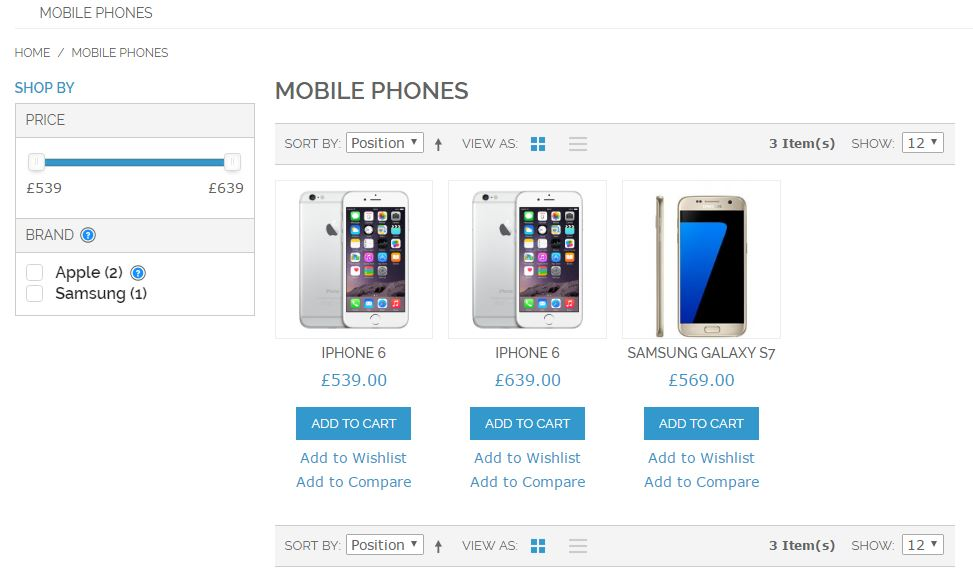 MOBILE PHONES
HOME / MOBILE PHONES
SHOP BY
PRICE
£539 £639
BRAND ?
Apple (2) ?
Samsung (1)
MOBILE PHONES
SORT BY: Position VIEW AS: 3 Item(s) SHOW: 12
IPHONE 6 IPHONE 6 SAMSUNG GALAXY S7
£539.00 £639.00 £569.00
ADD TO CART ADD TO CART ADD TO CART
Add to Wishlist Add to Wishlist Add to Wishlist
Add to Compare Add to Compare Add to Compare
SORT BY: Position VIEW AS: 3 Item(s) SHOW: 12